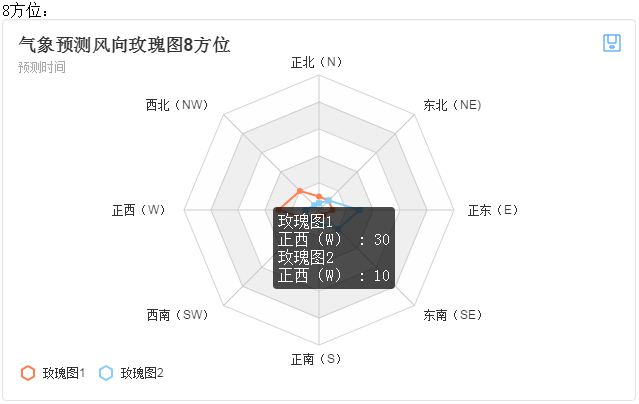 8方位：
气象预测风向玫瑰图8方位
预测时间
正北（N）
西北（NW）
东北（NE）
正西（W）
正东（E）
玫瑰图1
正西（W） : 30
玫瑰图2
正西（W） : 10
西南（SW）
东南（SE）
正南（S）
玫瑰图1
玫瑰图2